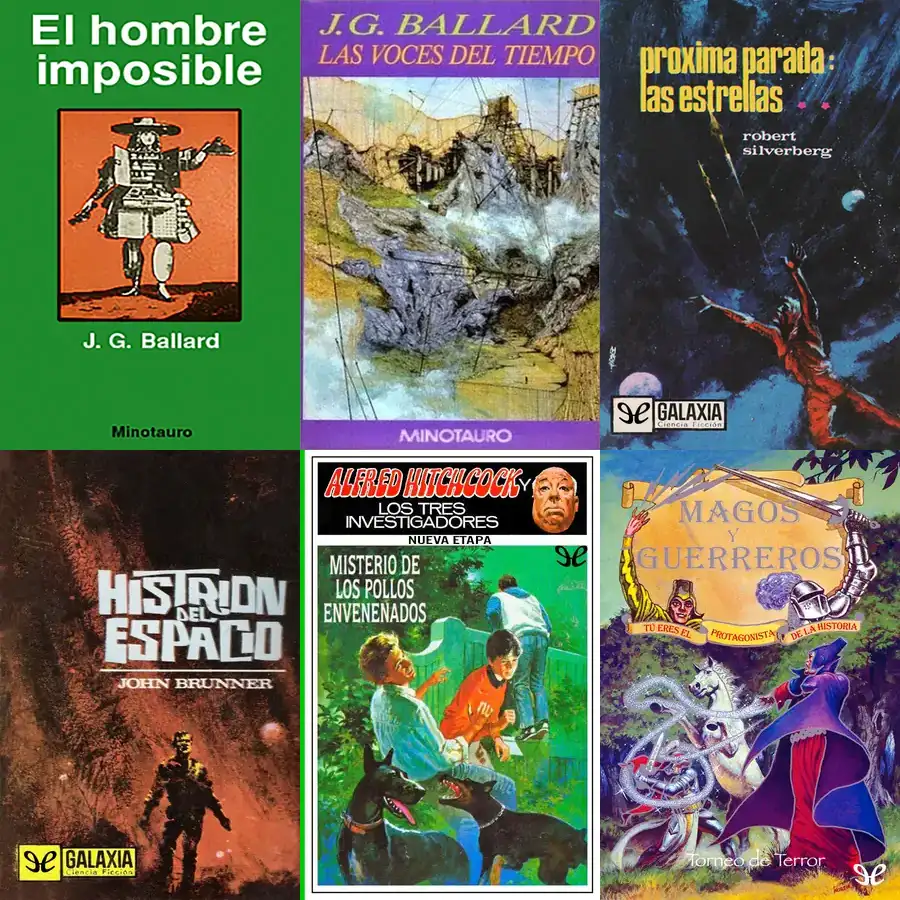 El hombre
imposible
J. G. Ballard
Minotauro
J.G. BALLARD
LAS VOCES DEL TIEMPO
MINOTAURO
proxima parada:
las estrellas
robert
silverberg
GALAXIA
Ciencia Ficción
HISTRION
DEL
ESPACIO
JOHN BRUNNER
GALAXIA
Ciencia Ficción
ALFRED HITCHCOCK Y
LOS TRES
INVESTIGADORES
NUEVA ETAPA
MISTERIO DE
LOS POLLOS
ENVENENADOS
MAGOS
Y
GUERREROS
TÚ ERES EL PROTAGONISTA DE LA HISTORIA
Torneo de Terror